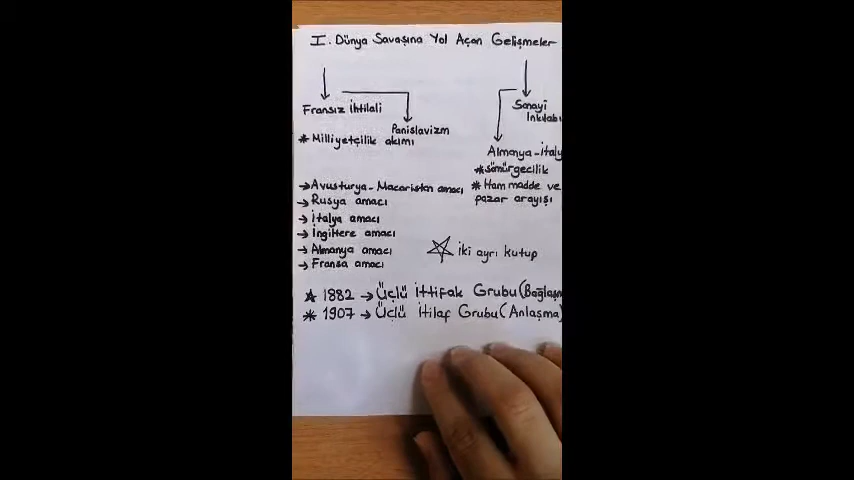 I. Dünya Savaşına Yol Açan Gelişmeler
Fransız İhtilali
Panislavizm
* Milliyetçilik akımı
Sanayi
İnkılabı
Almanya - İtalya
* sömürgecilik
* Ham madde ve
pazar arayışı
→ Avusturya - Macaristan amacı
→ Rusya amacı
→ İtalya amacı
→ İngiltere amacı
→ Almanya amacı
→ Fransa amacı
☆ iki ayrı kutup
★ 1882 → Üçlü İttifak Grubu (Bağlaşm
* 1907 → Üçlü İtilaf Grubu (Anlaşma)